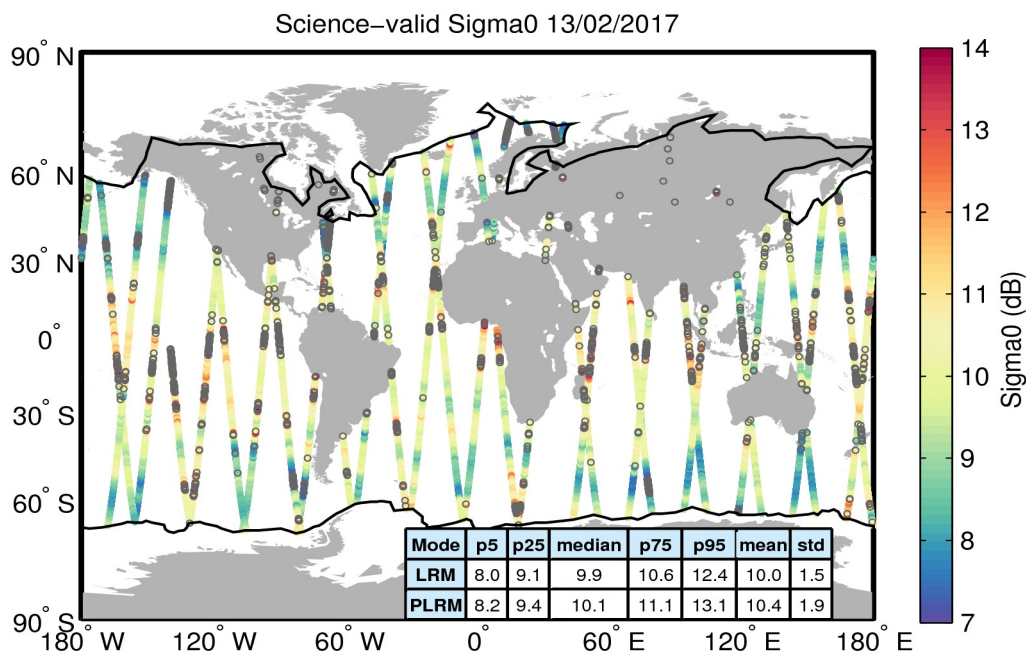 Science−valid Sigma0 13/02/2017
90° N
60° N
30° N
0°
30° S
60° S
90° S
180° W
120° W
60° W
0°
60° E
120° E
180° E
14
13
12
11
10
9
8
7
Sigma0 (dB)
Mode p5 p25 median p75 p95 mean std
LRM 8.0 9.1 9.9 10.6 12.4 10.0 1.5
PLRM 8.2 9.4 10.1 11.1 13.1 10.4 1.9